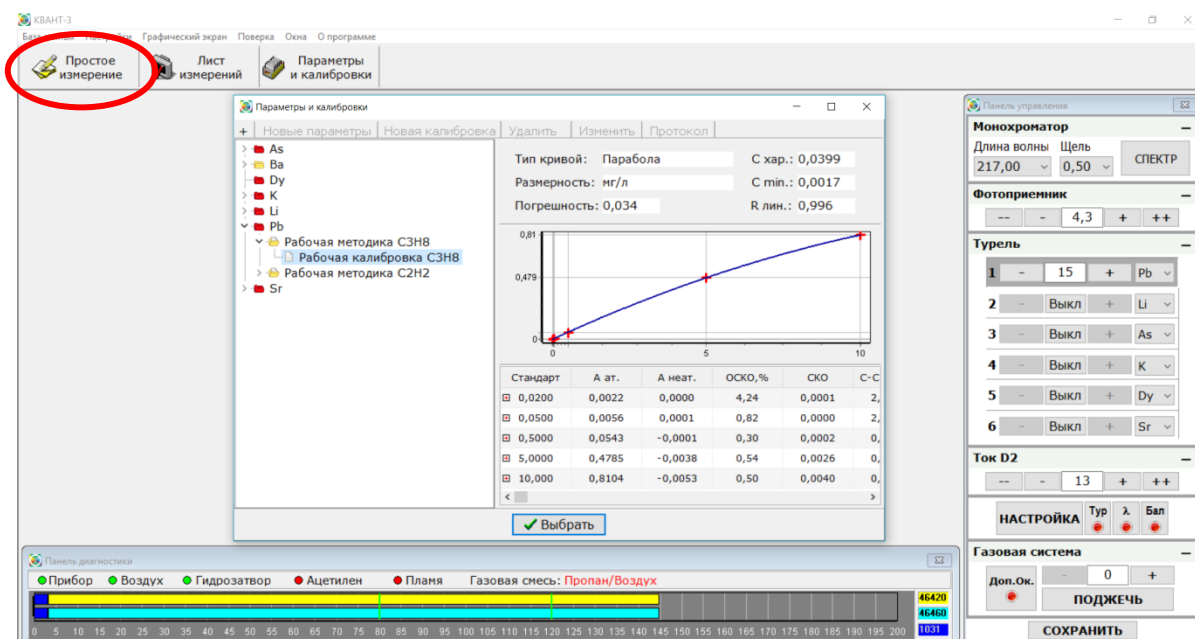 КВАНТ-3
База данных Настройки Графический экран Поверка Окна О программе
Простое измерение Лист измерений Параметры и калибровки
Параметры и калибровки
+ Новые параметры Новая калибровка Удалить Изменить Протокол
As
Ba
Dy
K
Li
Pb
Рабочая методика C3H8
Рабочая калибровка C3H8
Рабочая методика C2H2
Sr
Тип кривой: Парабола C хар.: 0,0399
Размерность: мг/л C min.: 0,0017
Погрешность: 0,034 R лин.: 0,996
0,81
0,479
0
0 5 10
Стандарт А ат. А неат. ОСКО,% СКО C-C
0,0200 0,0022 0,0000 4,24 0,0001 2,
0,0500 0,0056 0,0001 0,82 0,0000 2,
0,5000 0,0543 -0,0001 0,30 0,0002 0,
5,0000 0,4785 -0,0038 0,54 0,0026 0,
10,000 0,8104 -0,0053 0,50 0,0040 0,
Выбрать
Панель управления
Монохроматор
Длина волны Щель
217,00 0,50 СПЕКТР
Фотоприемник
-- - 4,3 + ++
Турель
1 - 15 + Pb
2 - Выкл + Li
3 - Выкл + As
4 - Выкл + K
5 - Выкл + Dy
6 - Выкл + Sr
Ток D2
-- - 13 + ++
НАСТРОЙКА Тур λ Бал
Газовая система
Доп.Ок. - 0 +
ПОДЖЕЧЬ
СОХРАНИТЬ
Панель диагностики
Прибор Воздух Гидрозатвор Ацетилен Пламя Газовая смесь: Пропан/Воздух
46420
46460
0 5 10 15 20 25 30 35 40 45 50 55 60 65 70 75 80 85 90 95 100 105 110 115 120 125 130 135 140 145 150 155 160 165 170 175 180 185 190 195 200 1031